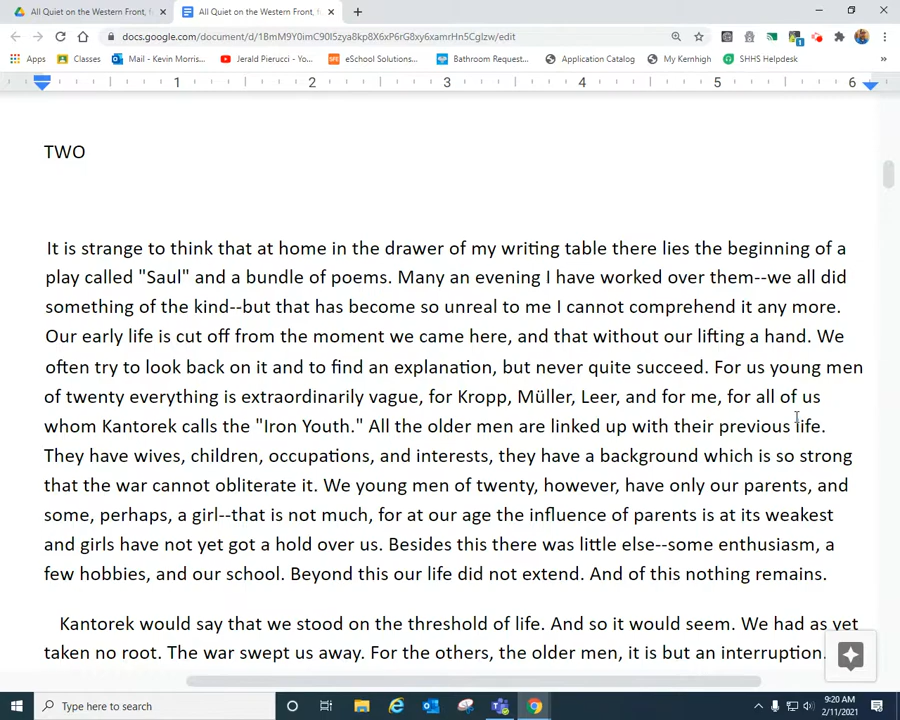 All Quiet on the Western Front, f
All Quiet on the Western Front, f
docs.google.com/document/d/1BmM9Y0imC90I5zya8kp8X6xP6rG8xy6xamrHn5Cglzw/edit
Apps
Classes
Mail - Kevin Morris...
Jerald Pierucci - Yo...
eSchool Solutions...
Bathroom Request...
Application Catalog
My Kernhigh
SHHS Helpdesk
»
1 2 3 4 5 6
TWO
It is strange to think that at home in the drawer of my writing table there lies the beginning of a
play called "Saul" and a bundle of poems. Many an evening I have worked over them--we all did
something of the kind--but that has become so unreal to me I cannot comprehend it any more.
Our early life is cut off from the moment we came here, and that without our lifting a hand. We
often try to look back on it and to find an explanation, but never quite succeed. For us young men
of twenty everything is extraordinarily vague, for Kropp, Müller, Leer, and for me, for all of us
whom Kantorek calls the "Iron Youth." All the older men are linked up with their previous life.
They have wives, children, occupations, and interests, they have a background which is so strong
that the war cannot obliterate it. We young men of twenty, however, have only our parents, and
some, perhaps, a girl--that is not much, for at our age the influence of parents is at its weakest
and girls have not yet got a hold over us. Besides this there was little else--some enthusiasm, a
few hobbies, and our school. Beyond this our life did not extend. And of this nothing remains.
Kantorek would say that we stood on the threshold of life. And so it would seem. We had as yet
taken no root. The war swept us away. For the others, the older men, it is but an interruption.
Type here to search
9:20 AM
2/11/2021